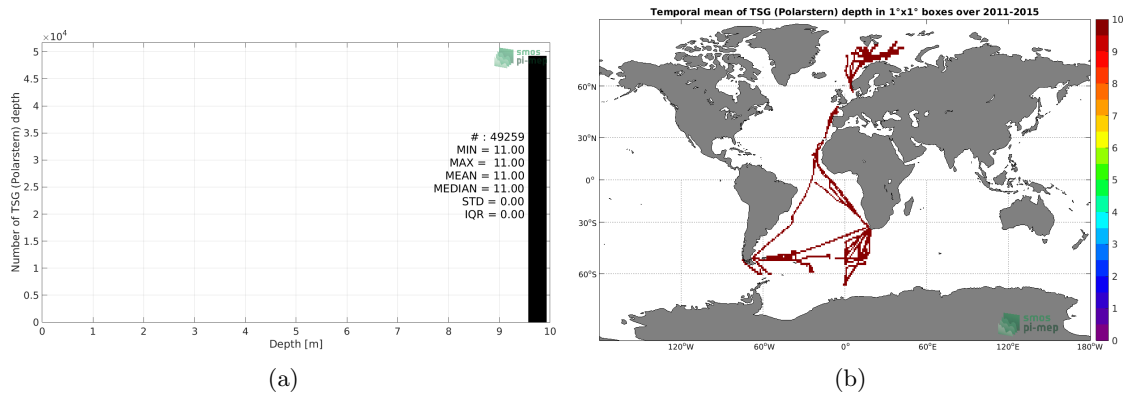 ×10⁴
5
4.5
4
3.5
3
2.5
2
1.5
1
0.5
0
Number of TSG (Polarstern) depth
smos
pi-mep
# : 49259
MIN = 11.00
MAX = 11.00
MEAN = 11.00
MEDIAN = 11.00
STD = 0.00
IQR = 0.00
0 1 2 3 4 5 6 7 8 9 10
Depth [m]
(a)
Temporal mean of TSG (Polarstern) depth in 1°x1° boxes over 2011-2015
60°N
30°N
0°
30°S
60°S
120°W 60°W 0° 60°E 120°E 180°W
smos
pi-mep
10
9
8
7
6
5
4
3
2
1
0
(b)